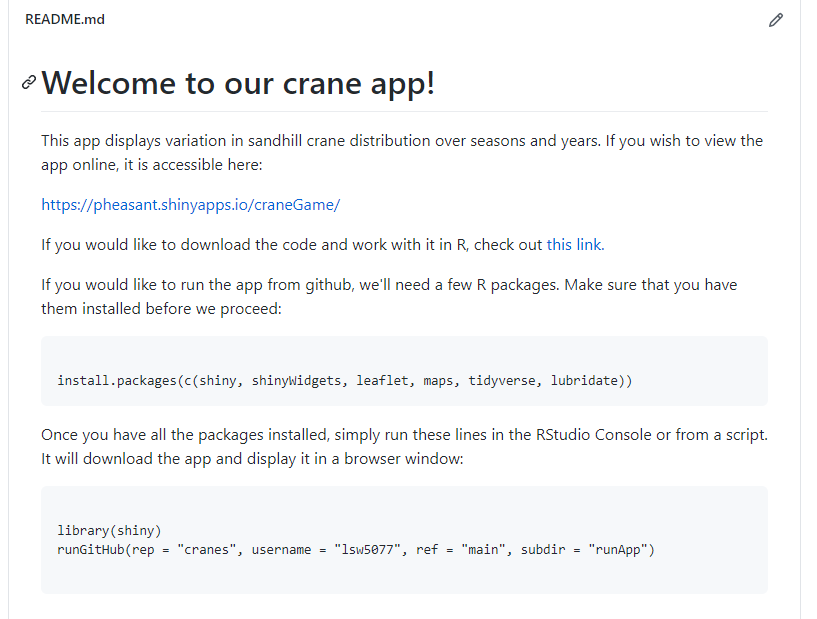 README.md
Welcome to our crane app!
This app displays variation in sandhill crane distribution over seasons and years. If you wish to view the
app online, it is accessible here:
https://pheasant.shinyapps.io/craneGame/
If you would like to download the code and work with it in R, check out this link.
If you would like to run the app from github, we'll need a few R packages. Make sure that you have
them installed before we proceed:
install.packages(c(shiny, shinyWidgets, leaflet, maps, tidyverse, lubridate))
Once you have all the packages installed, simply run these lines in the RStudio Console or from a script.
It will download the app and display it in a browser window:
library(shiny)
runGitHub(rep = "cranes", username = "lsw5077", ref = "main", subdir = "runApp")